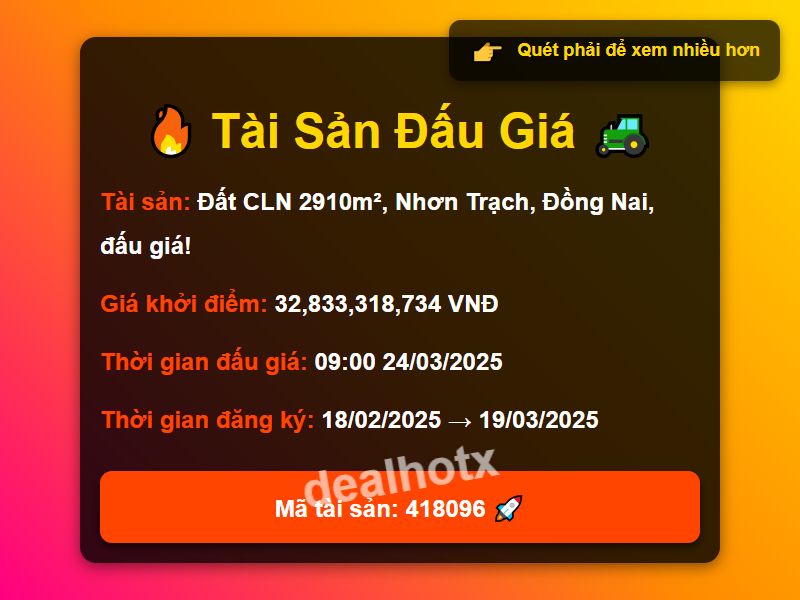 Quét phải để xem nhiều hơn
Tài Sản Đấu Giá
Tài sản: Đất CLN 2910m², Nhơn Trạch, Đồng Nai,
đấu giá!
Giá khởi điểm: 32,833,318,734 VNĐ
Thời gian đấu giá: 09:00 24/03/2025
Thời gian đăng ký: 18/02/2025 → 19/03/2025
dealhotx
Mã tài sản: 418096